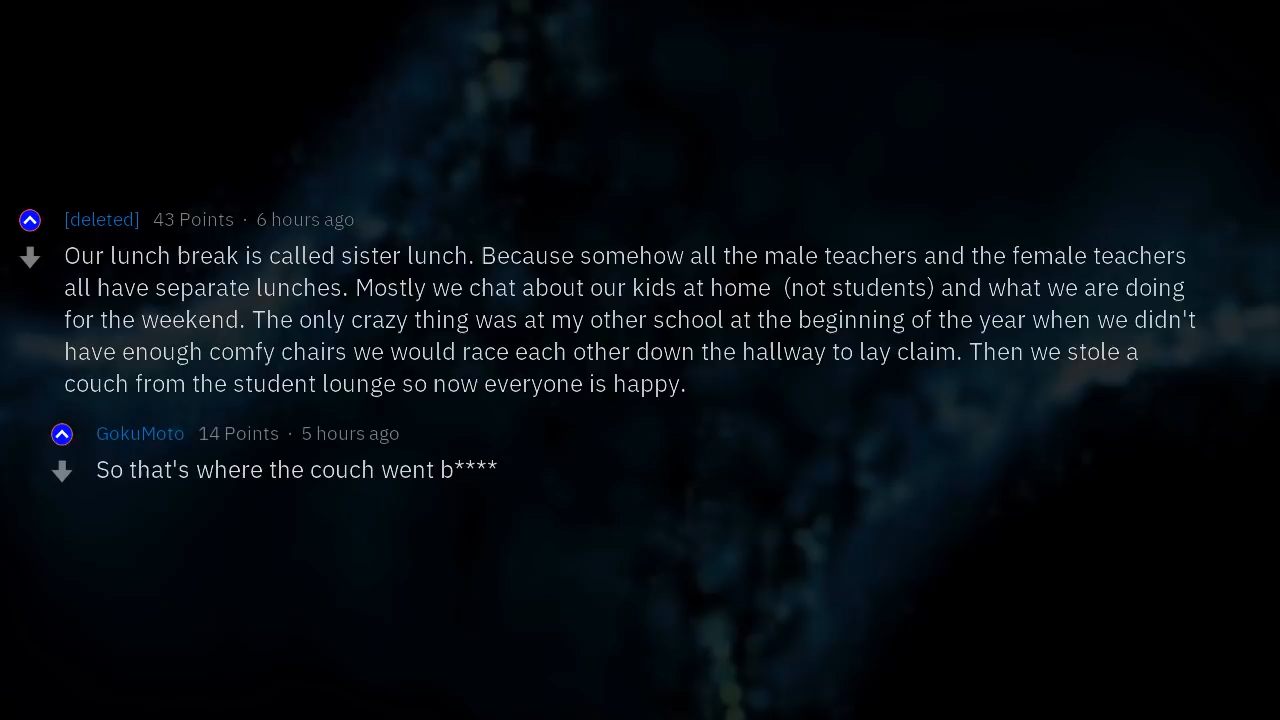 [deleted] 43 Points · 6 hours ago
Our lunch break is called sister lunch. Because somehow all the male teachers and the female teachers
all have separate lunches. Mostly we chat about our kids at home  (not students) and what we are doing
for the weekend. The only crazy thing was at my other school at the beginning of the year when we didn't
have enough comfy chairs we would race each other down the hallway to lay claim. Then we stole a
couch from the student lounge so now everyone is happy.
GokuMoto 14 Points · 5 hours ago
So that's where the couch went b****